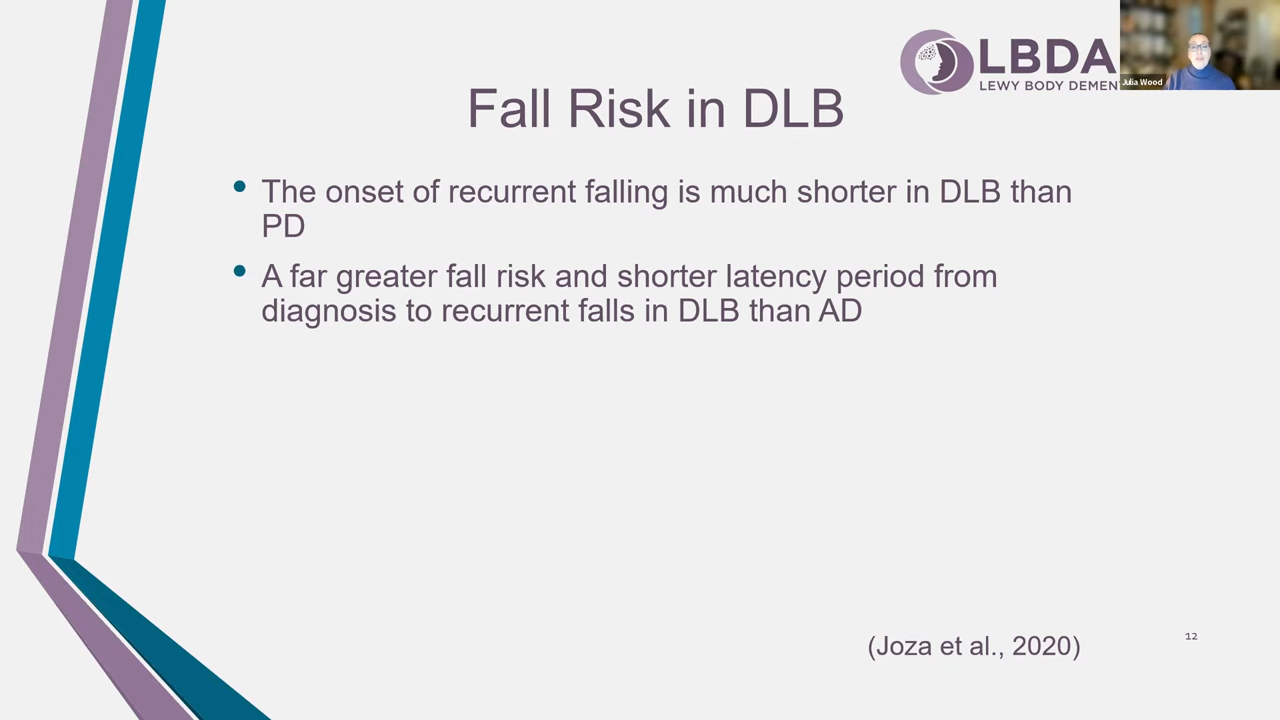 LBDA
LEWY BODY DEMEN
Julia Wood
Fall Risk in DLB
• The onset of recurrent falling is much shorter in DLB than
PD
• A far greater fall risk and shorter latency period from
diagnosis to recurrent falls in DLB than AD
(Joza et al., 2020)
12